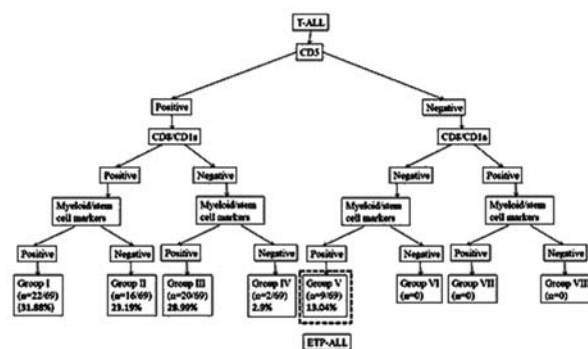 T-ALL
CD5
Positive
Negative
CD8/CD1a
CD8/CD1a
Positive
Negative
Negative
Positive
Myeloid/stem
cell markers
Myeloid/stem
cell markers
Myeloid/stem
cell markers
Myeloid/stem
cell markers
Positive
Negative
Positive
Negative
Positive
Negative
Positive
Negative
Group I
(n=22/69)
(31.88%)
Group II
(n=16/69)
23.19%
Group III
(n=20/69)
28.99%
Group IV
(n=2/69)
2.9%
Group V
(n=9/69)
13.04%
Group VI
(n=0)
Group VII
(n=0)
Group VIII
(n=0)
ETP-ALL